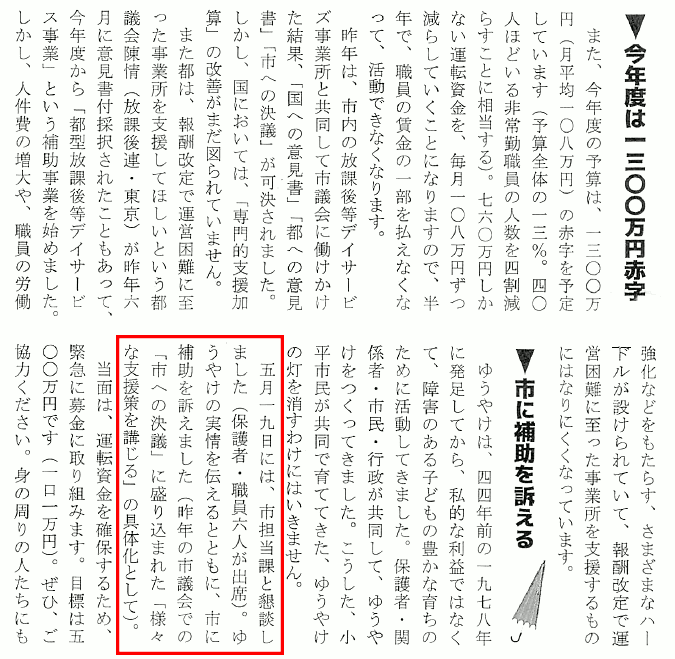 ▼今年度は一三〇〇万円赤字
また、今年度の予算は、一三〇〇万
円（月平均一〇八万円）の赤字を予定
しています（予算全体の一三％。四〇
人ほどいる非常勤職員の人数を四割減
らすことに相当する）。七六〇万円しか
ない運転資金を、毎月一〇八万円ずつ
減らしていくことになりますので、半
年で、職員の賃金の一部を払えなくな
って、活動できなくなります。
昨年は、市内の放課後等デイサービ
ズ事業所と共同して市議会に働けかけ
た結果、「国への意見書」「都への意見
書」「市への決議」が可決されました。
しかし、国においては、「専門的支援加
算」の改善がまだ図られていません。
また都は、報酬改定で運営困難に至
った事業所を支援してほしいという都
議会陳情（放課後連・東京）が昨年六
月に意見書付採択されたこともあって、
今年度から「都型放課後等デイサービ
ス事業」という補助事業を始めました。
しかし、人件費の増大や、職員の労働
強化などをもたらす、さまざまなハー
ドルが設けられていて、報酬改定で運
営困難に至った事業所を支援するもの
にはなりにくくなっています。
▼市に補助を訴える
ゆうやけは、四四年前の一九七八年
に発足してから、私的な利益ではなく
て、障害のある子どもの豊かな育ちの
ために活動してきました。保護者・関
係者・市民・行政が共同して、ゆうや
けをつくってきました。こうした、小
平市民が共同で育ててきた、ゆうやけ
の灯を消すわけにはいきません。
五月一九日には、市担当課と懇談し
ました（保護者・職員六人が出席）。ゆ
うやけの実情を伝えるとともに、市に
補助を訴えました（昨年の市議会での
「市への決議」に盛り込まれた「様々
な支援策を講じる」の具体化として）。
当面は、運転資金を確保するため、
緊急に募金に取り組みます。目標は五
〇〇万円です（一口一万円）。ぜひ、ご
協力ください。身の周りの人たちにも